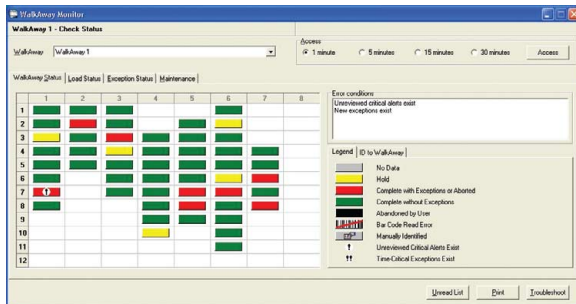 WalkAway Monitor
WalkAway 1 - Check Status
WalkAway WalkAway 1
Access
1 minute 5 minutes 15 minutes 30 minutes Access
WalkAway Status Load Status Exception Status Maintenance
1 2 3 4 5 6 7 8
1
2
3
4
5
6
7
8
9
10
11
12
Error conditions
Unreviewed critical alerts exist
New exceptions exist
Legend ID to WalkAway
No Data
Hold
Complete with Exceptions or Aborted
Complete without Exceptions
Abandoned by User
Bar Code Read Error
Manually Identified
! Unreviewed Critical Alerts Exist
!! Time-Critical Exceptions Exist
Unread List Print Troubleshoot